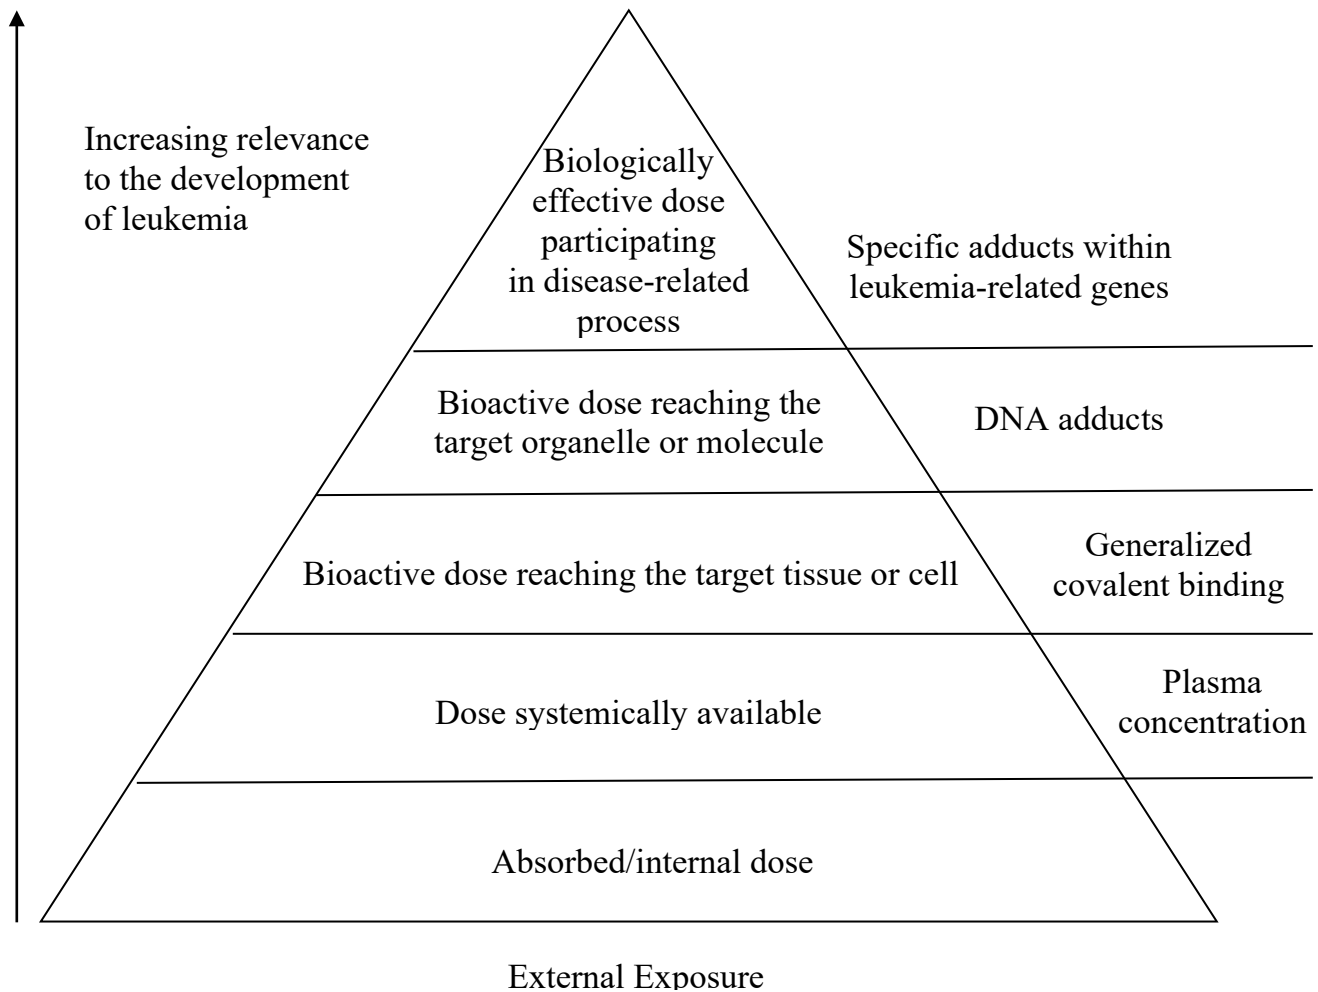 Increasing relevance
to the development
of leukemia
Biologically
effective dose
participating
in disease-related
process
Specific adducts within
leukemia-related genes
Bioactive dose reaching the
target organelle or molecule
DNA adducts
Bioactive dose reaching the target tissue or cell
Generalized
covalent binding
Dose systemically available
Plasma
concentration
Absorbed/internal dose
External Exposure